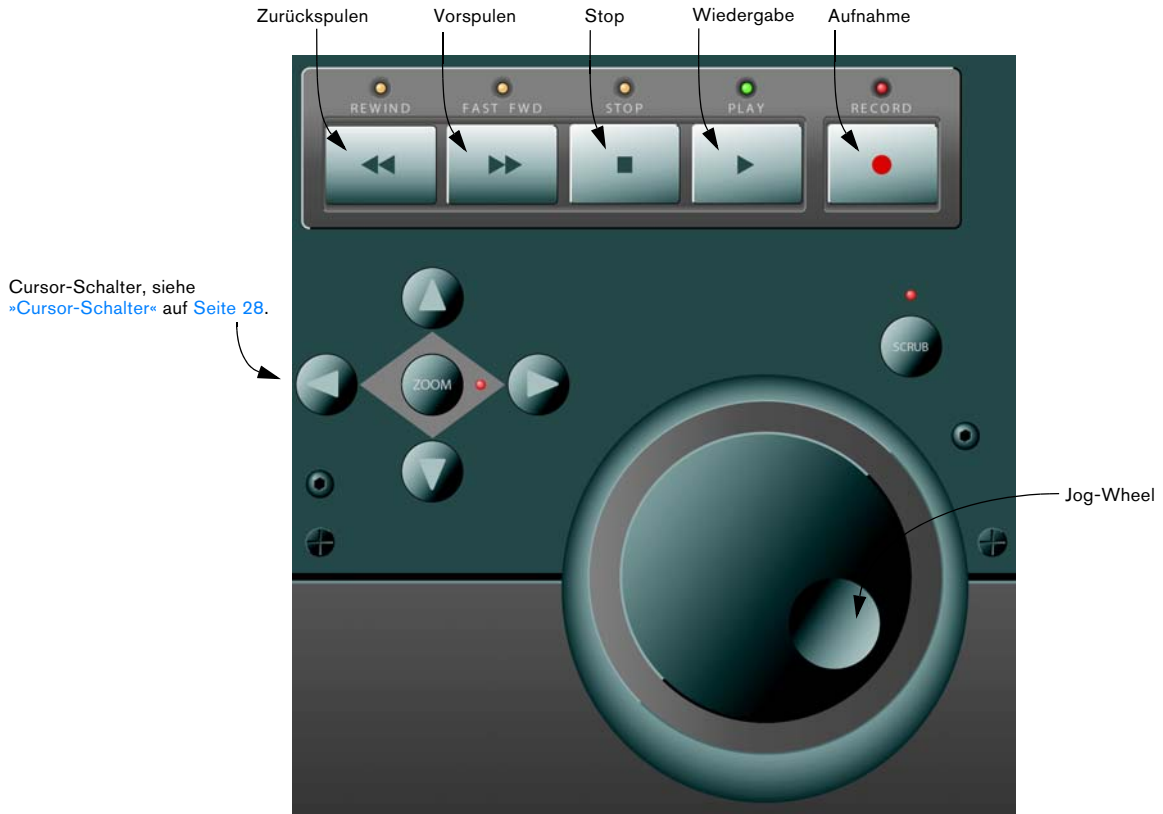 Zurückspulen Vorspulen Stop Wiedergabe Aufnahme
REWIND FAST FWD STOP PLAY RECORD
Cursor-Schalter, siehe
»Cursor-Schalter« auf Seite 28.
SCRUB
ZOOM
Jog-Wheel